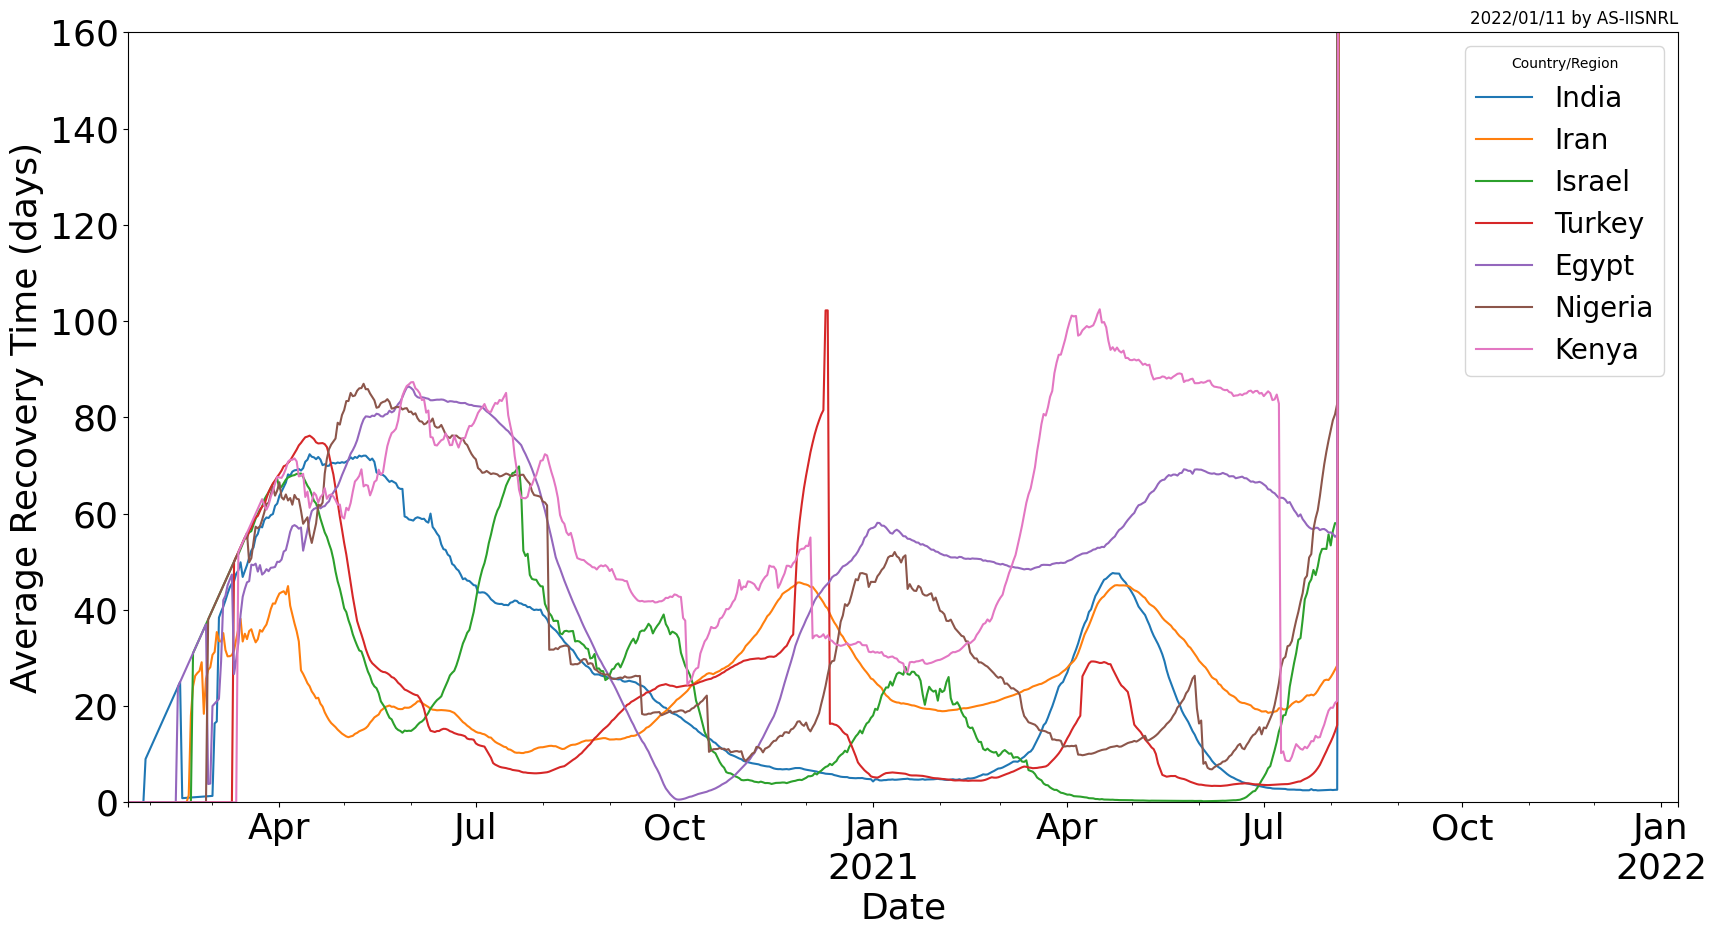 2022/01/11 by AS-IISNRL
160
140
120
100
80
60
40
20
0
Average Recovery Time (days)
Country/Region
India
Iran
Israel
Turkey
Egypt
Nigeria
Kenya
Apr Jul Oct Jan Apr Jul Oct Jan
2021 2022
Date